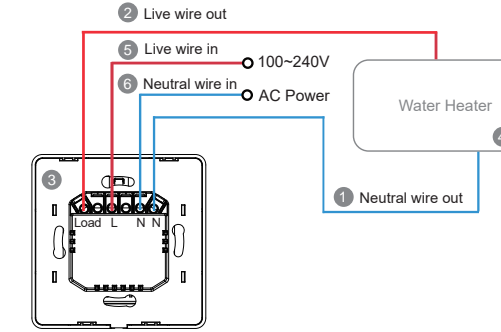 2 Live wire out
5 Live wire in
100~240V
6 Neutral wire in
AC Power
Water Heater
4
3
1 Neutral wire out
Load L N N